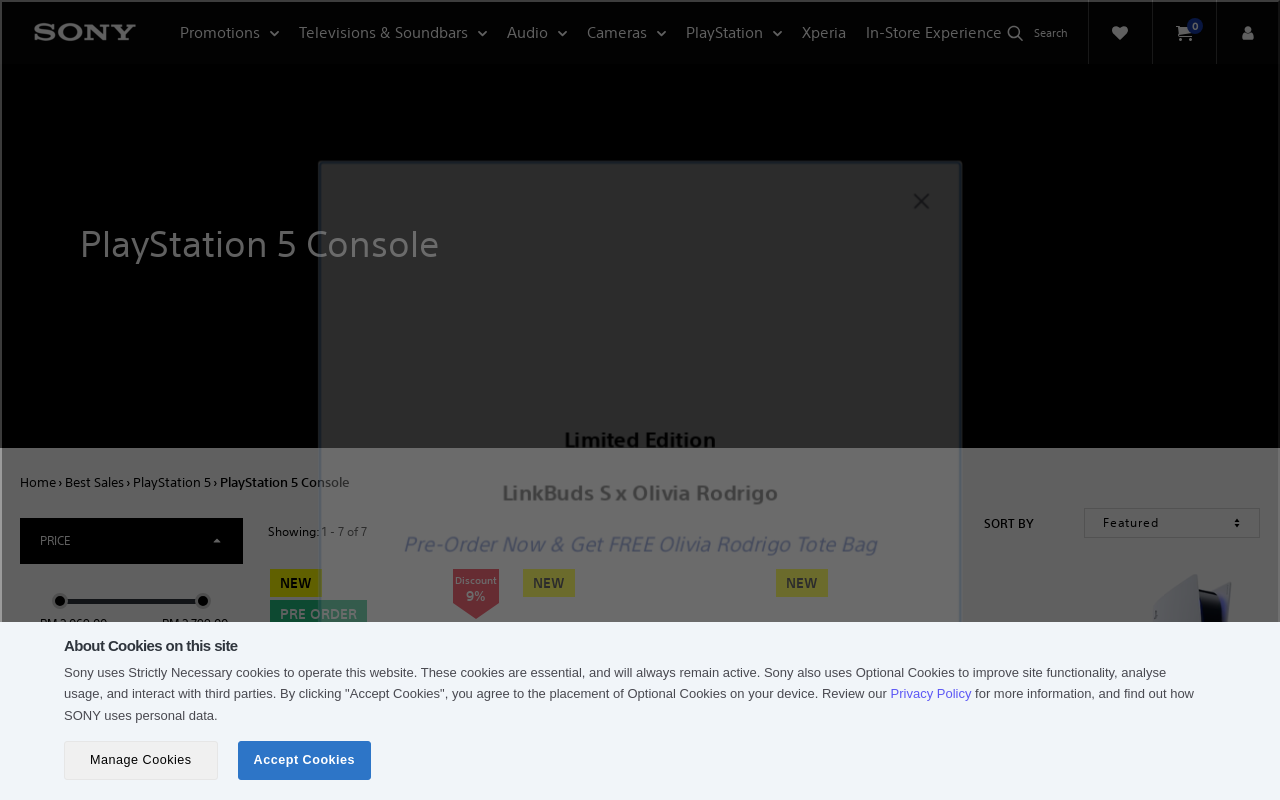 SONY
Promotions
Televisions & Soundbars
Audio
Cameras
PlayStation
Xperia
In-Store Experience
Search
0
PlayStation 5 Console
Limited Edition
Home › Best Sales › PlayStation 5 › PlayStation 5 Console
LinkBuds S x Olivia Rodrigo
PRICE
Showing: 1 - 7 of 7
SORT BY
Featured
Pre-Order Now & Get FREE Olivia Rodrigo Tote Bag
NEW
Discount
9%
NEW
NEW
PRE ORDER
About Cookies on this site
Sony uses Strictly Necessary cookies to operate this website. These cookies are essential, and will always remain active. Sony also uses Optional Cookies to improve site functionality, analyse
usage, and interact with third parties. By clicking "Accept Cookies", you agree to the placement of Optional Cookies on your device. Review our Privacy Policy for more information, and find out how
SONY uses personal data.
Manage Cookies
Accept Cookies